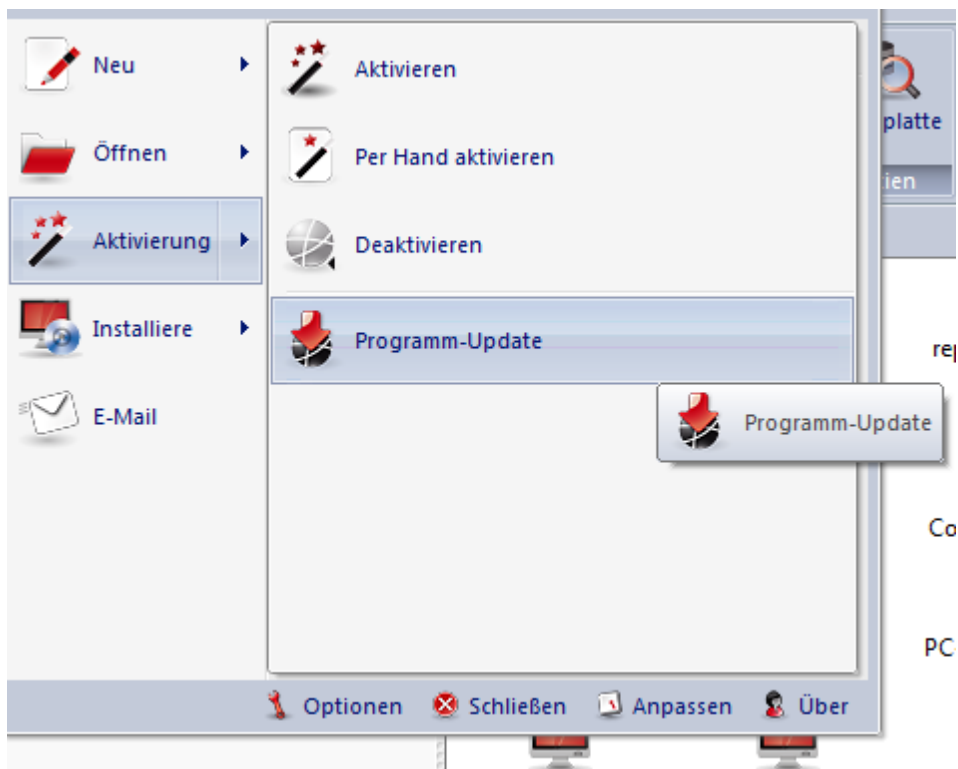 Neu
Öffnen
Aktivierung
Installiere
E-Mail
Aktivieren
Per Hand aktivieren
Deaktivieren
Programm-Update
Programm-Update
platte
ien
Optionen Schließen Anpassen Über